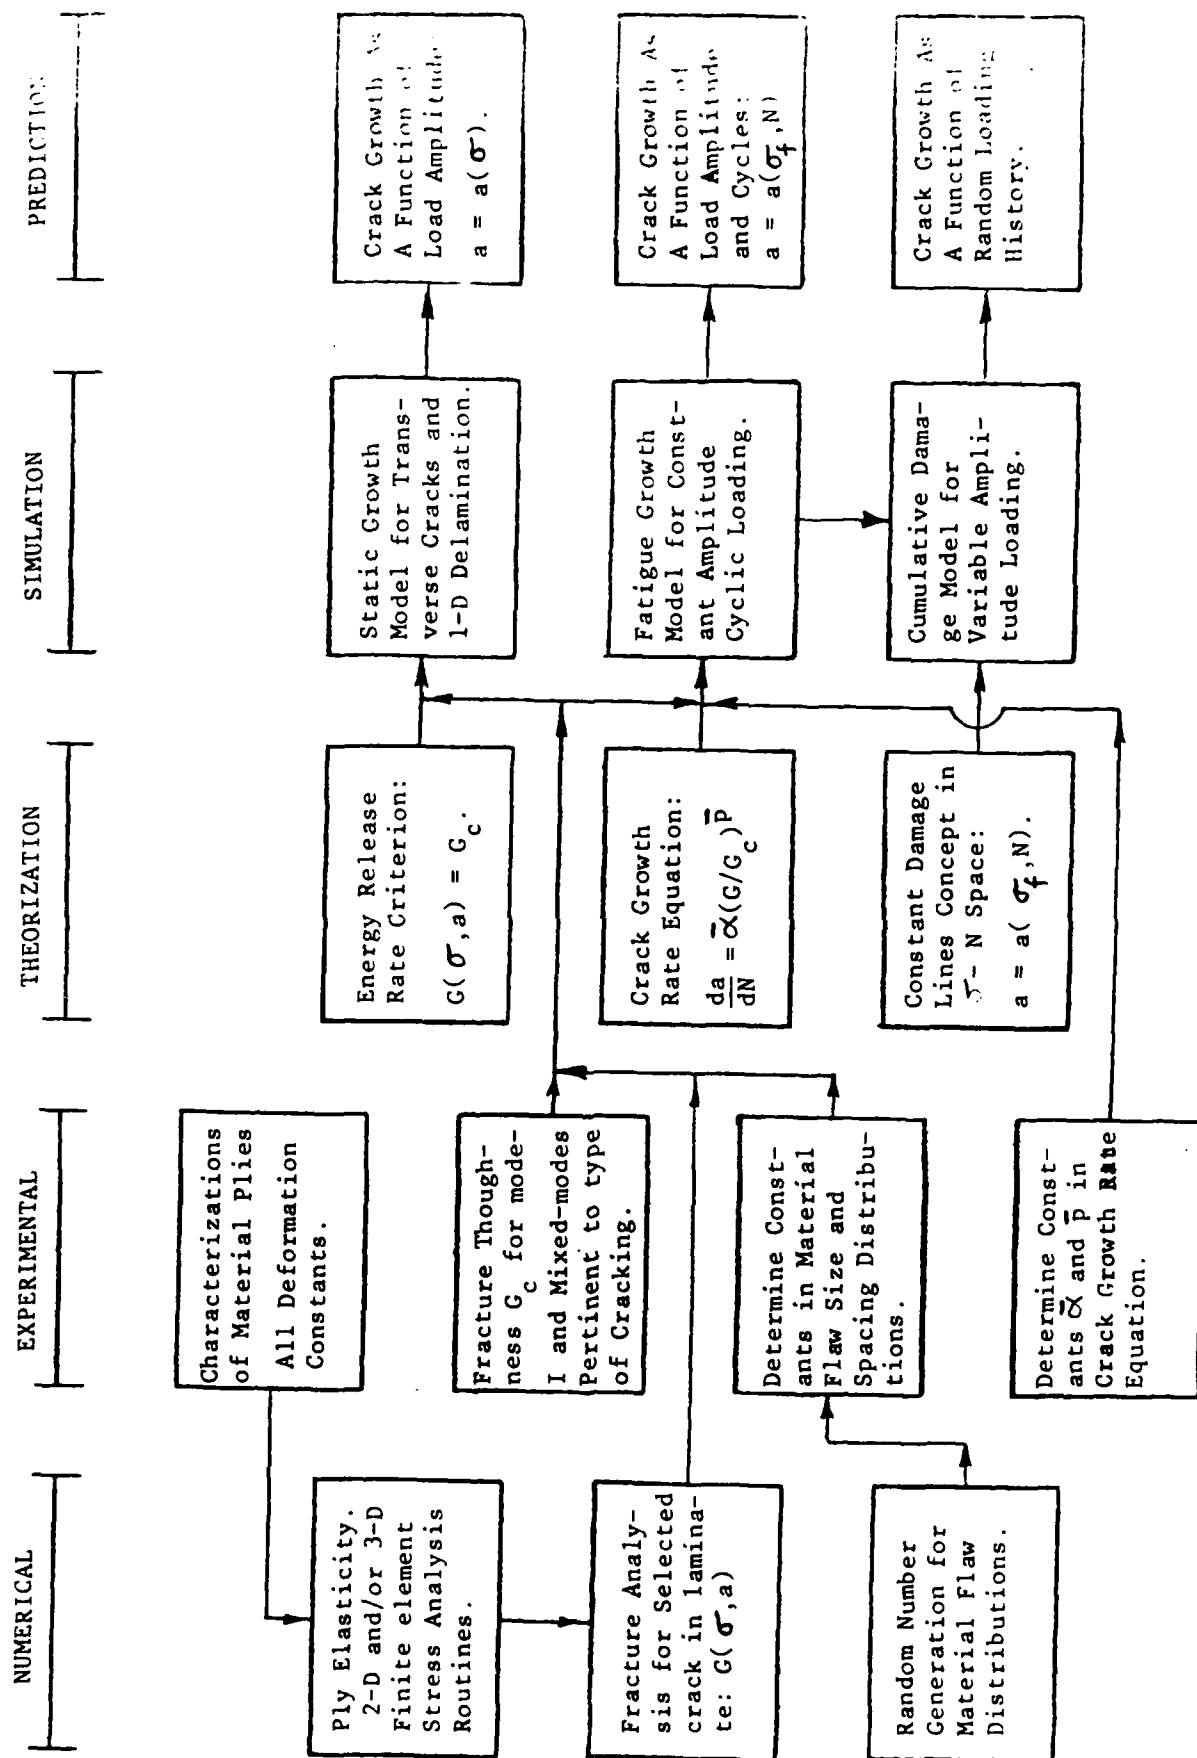 NUMERICAL
EXPERIMENTAL
THEORIZATION
SIMULATION
PREDICTION
Ply Elasticity.
2-D and/or 3-D
Finite element
Stress Analysis
Routines.
Fracture Analy-
sis for Selected
crack in lamina-
te: G(σ,a)
Random Number
Generation for
Material Flaw
Distributions.
Characterizations
of Material Plies
All Deformation
Constants.
Fracture Though-
ness G_c for mode-
I and Mixed-modes
Pertinent to type
of Cracking.
Determine Const-
ants in Material
Flaw Size and
Spacing Distribu-
tions.
Determine Const-
ants ᾱ and p̄ in
Crack Growth Rate
Equation.
Energy Release
Rate Criterion:
G(σ,a) = G_c.
Crack Growth
Rate Equation:
da/dN = ᾱ(G/G_c)^p̄
Constant Damage
Lines Concept in
σ- N Space:
a = a( σ_f,N).
Static Growth
Model for Trans-
verse Cracks and
1-D Delamination.
Fatigue Growth
Model for Const-
ant Amplitude
Cyclic Loading.
Cumulative Dama-
ge Model for
Variable Ampli-
tude Loading.
Crack Growth As
A Function of
Load Amplitude
a = a(σ).
Crack Growth As
A Function of
Load Amplitude
and Cycles:
a = a(σ_f,N)
Crack Growth As
A Function of
Random Loading
History.